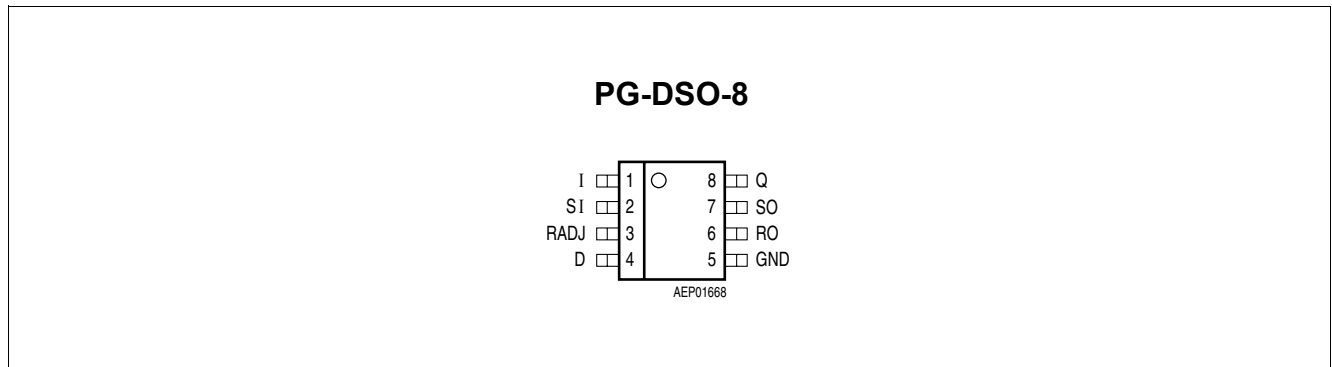 PG-DSO-8
I 1 8 Q
SI 2 7 SO
RADJ 3 6 RO
D 4 5 GND
AEP01668